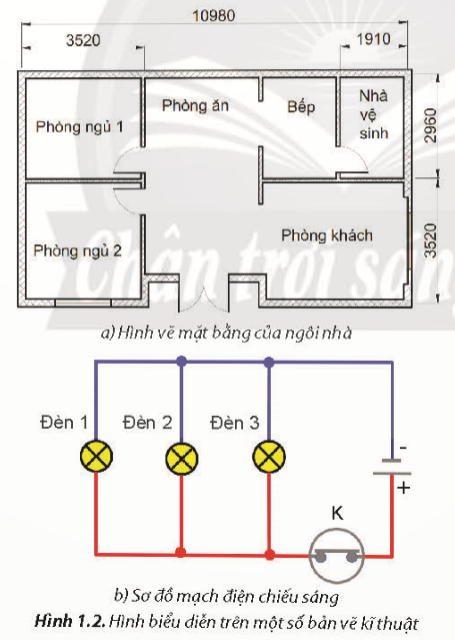 10980
3520
1910
Phòng ngủ 1
Phòng ăn
Bếp
Nhà
vệ
sinh
2960
Phòng ngủ 2
Phòng khách
3520
Chân trời sáng
a) Hình vẽ mặt bằng của ngôi nhà
Đèn 1
Đèn 2
Đèn 3
-
+
K
b) Sơ đồ mạch điện chiếu sáng
Hình 1.2. Hình biểu diễn trên một số bản vẽ kĩ thuật